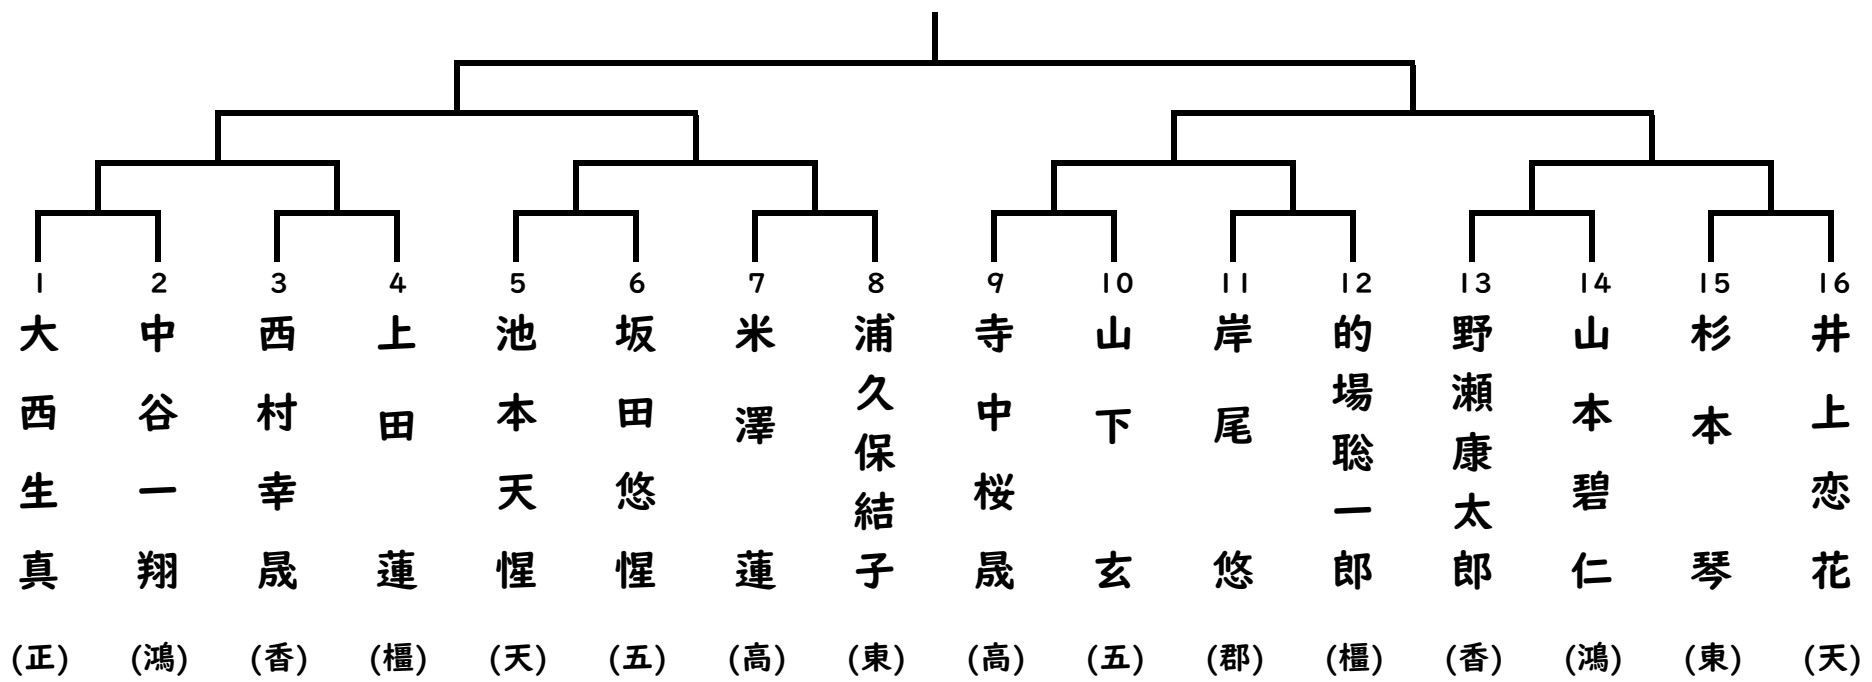 1 大西生真 (正)
2 中谷一翔 (鴻)
3 西村幸晟 (香)
4 上田蓮 (橿)
5 池本天惺 (天)
6 坂田悠惺 (五)
7 米澤蓮 (高)
8 浦久保結子 (東)
9 寺中桜晟 (高)
10 山下玄 (五)
11 岸尾悠 (郡)
12 的場聡一郎 (橿)
13 野瀬康太郎 (香)
14 山本碧仁 (鴻)
15 杉本琴 (東)
16 井上恋花 (天)